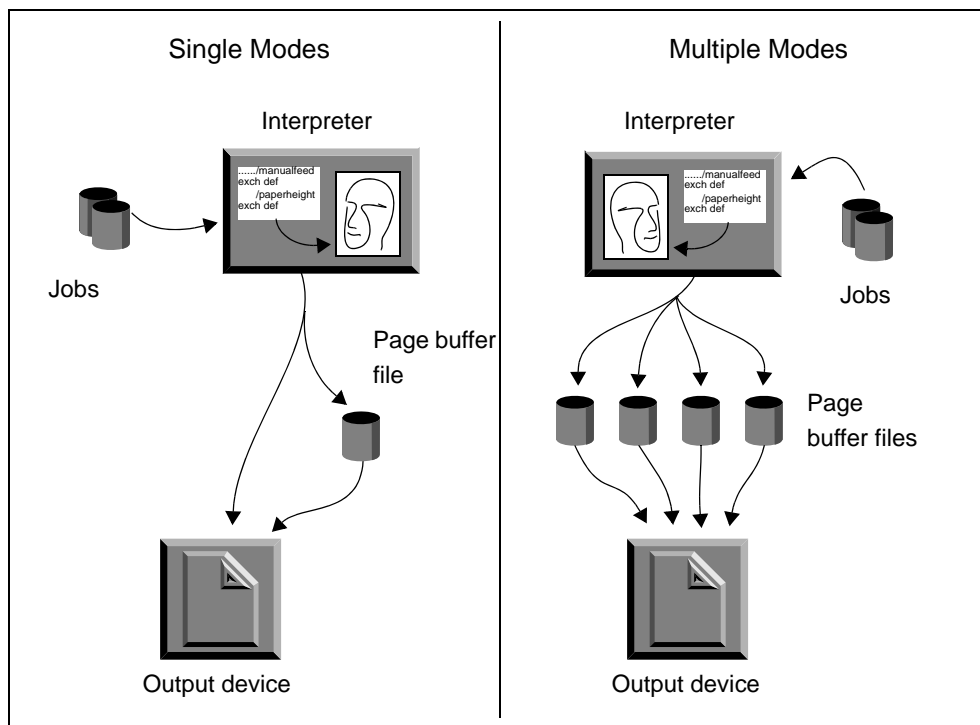 Single Modes
Interpreter
....../manualfeed
exch def
/paperheight
exch def
Jobs
Page buffer
file
Output device
Multiple Modes
Interpreter
....../manualfeed
exch def
/paperheight
exch def
Jobs
Page
buffer files
Output device